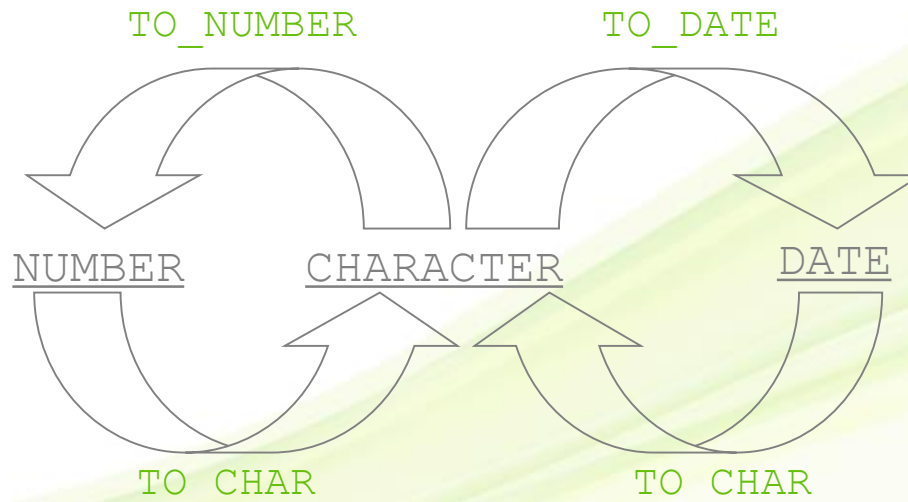 TO_NUMBER TO_DATE
NUMBER CHARACTER DATE
TO CHAR TO CHAR